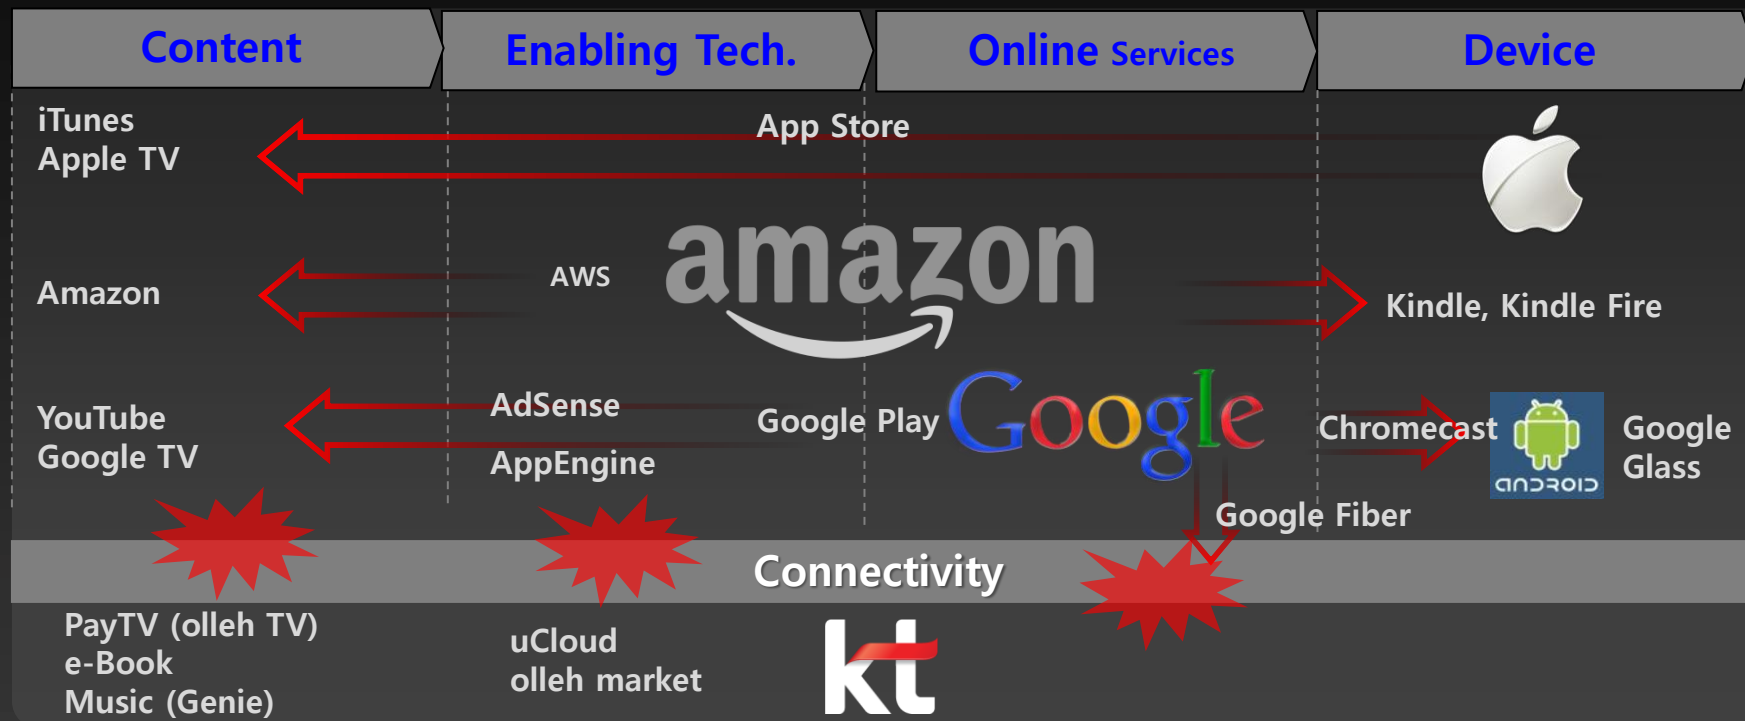 Content
Enabling Tech.
Online Services
Device
iTunes
Apple TV
App Store
amazon
Amazon
AWS
Kindle, Kindle Fire
YouTube
Google TV
AdSense
AppEngine
Google Play
Google
Chromecast
ANDROID
Google
Glass
Google Fiber
Connectivity
PayTV (olleh TV)
e-Book
Music (Genie)
uCloud
olleh market
kt